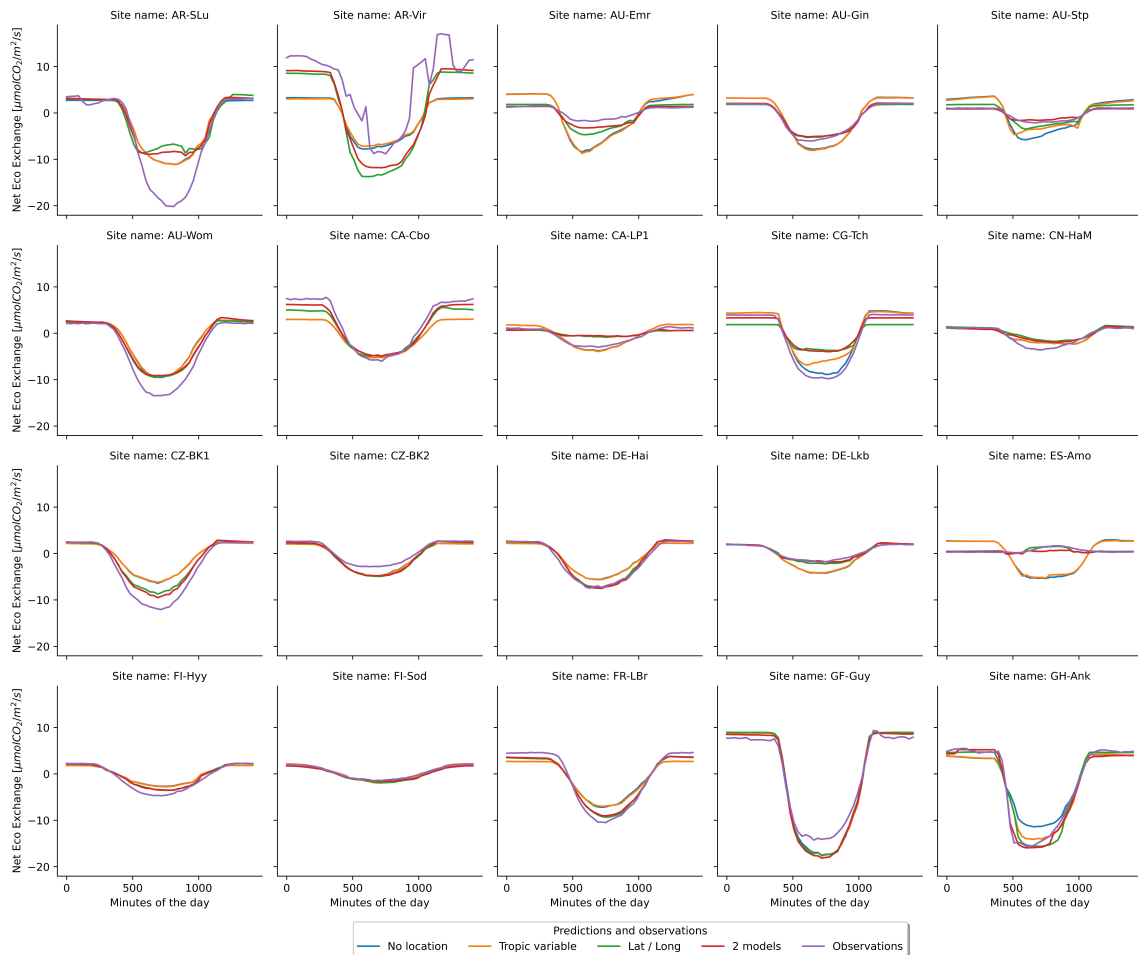 Site name: AR-SLu
Site name: AR-Vir
Site name: AU-Emr
Site name: AU-Gin
Site name: AU-Stp
Net Eco Exchange [μmolCO₂/m²/s]
10
0
−10
−20
Site name: AU-Wom
Site name: CA-Cbo
Site name: CA-LP1
Site name: CG-Tch
Site name: CN-HaM
Net Eco Exchange [μmolCO₂/m²/s]
10
0
−10
−20
Site name: CZ-BK1
Site name: CZ-BK2
Site name: DE-Hai
Site name: DE-Lkb
Site name: ES-Amo
Net Eco Exchange [μmolCO₂/m²/s]
10
0
−10
−20
Site name: FI-Hyy
Site name: FI-Sod
Site name: FR-LBr
Site name: GF-Guy
Site name: GH-Ank
Net Eco Exchange [μmolCO₂/m²/s]
10
0
−10
−20
0 1000 0 500 1000 0 500 1000 0 500 1000 0 500 1000
Minutes of the day Minutes of the day Minutes of the day Minutes of the day Minutes of the day
Predictions and observations
No location Tropic variable Lat / Long 2 models Observations